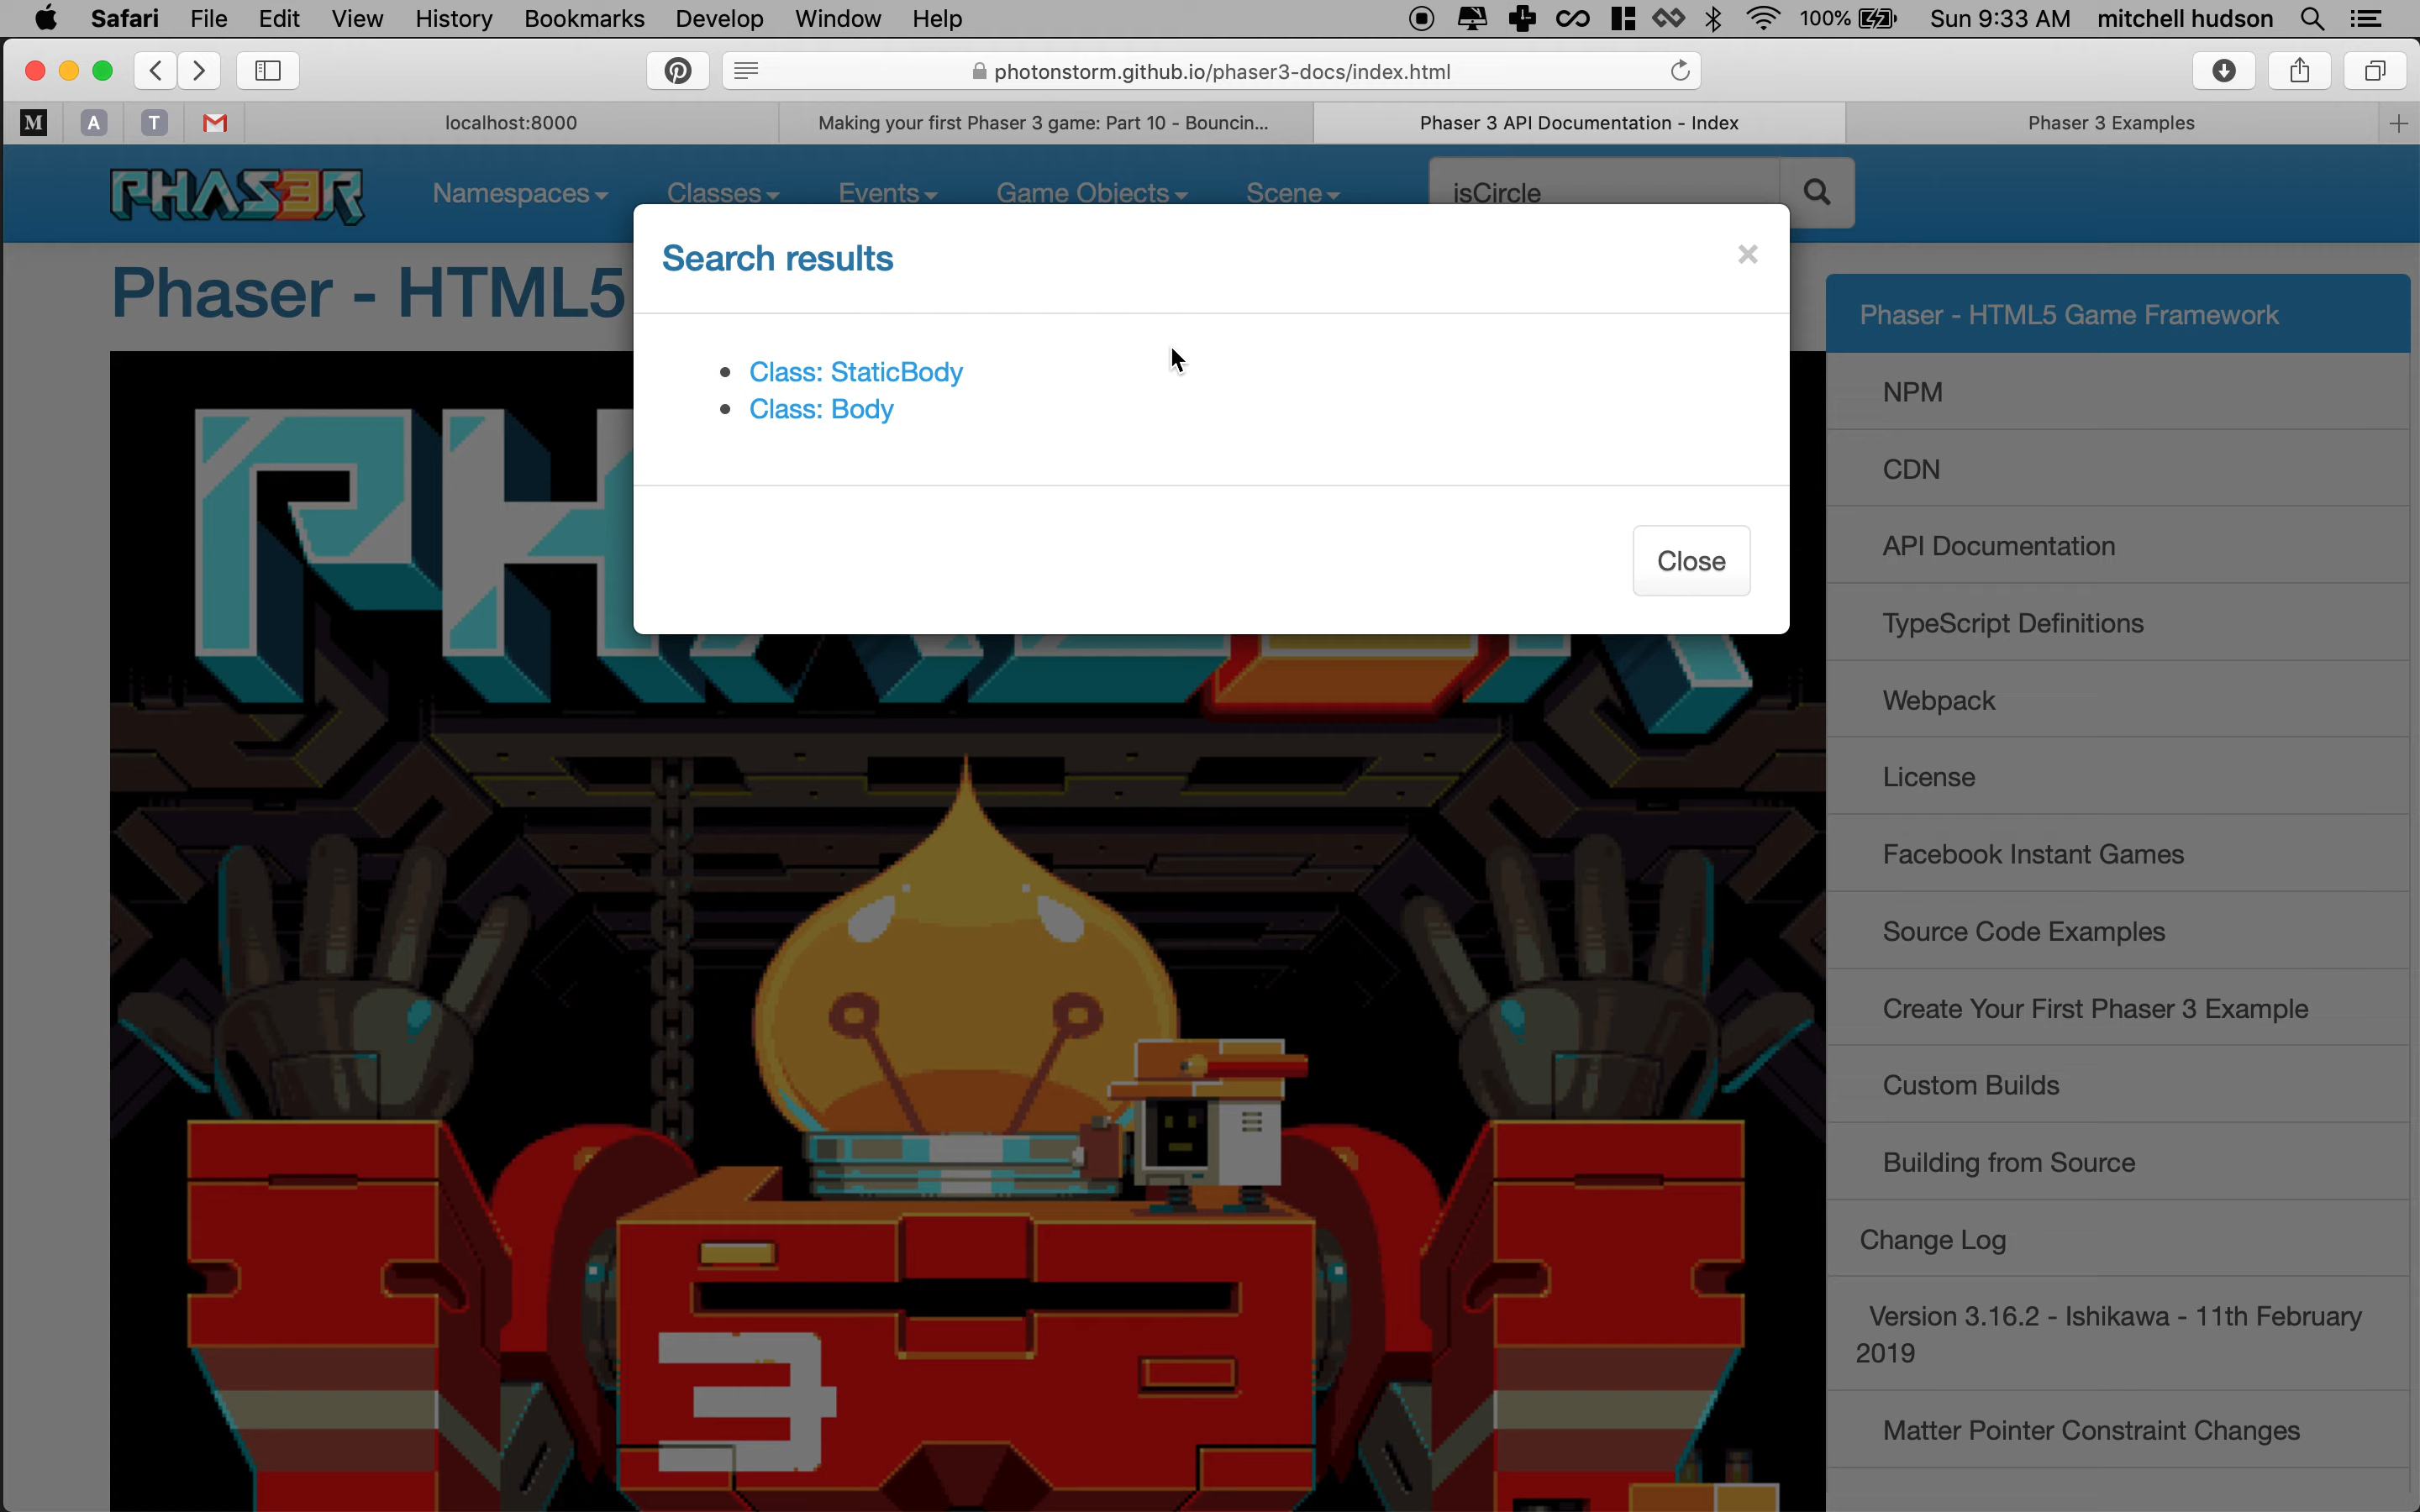 Safari File Edit View History Bookmarks Develop Window Help 100% Sun 9:33 AM mitchell hudson
photonstorm.github.io/phaser3-docs/index.html
M A T localhost:8000 Making your first Phaser 3 game: Part 10 - Bouncin... Phaser 3 API Documentation - Index Phaser 3 Examples
PHAS3R Namespaces Classes Events Game Objects Scene isCircle
Search results
×
Phaser - HTML5
Class: StaticBody
Class: Body
Close
3
Phaser - HTML5 Game Framework
NPM
CDN
API Documentation
TypeScript Definitions
Webpack
License
Facebook Instant Games
Source Code Examples
Create Your First Phaser 3 Example
Custom Builds
Building from Source
Change Log
Version 3.16.2 - Ishikawa - 11th February
2019
Matter Pointer Constraint Changes